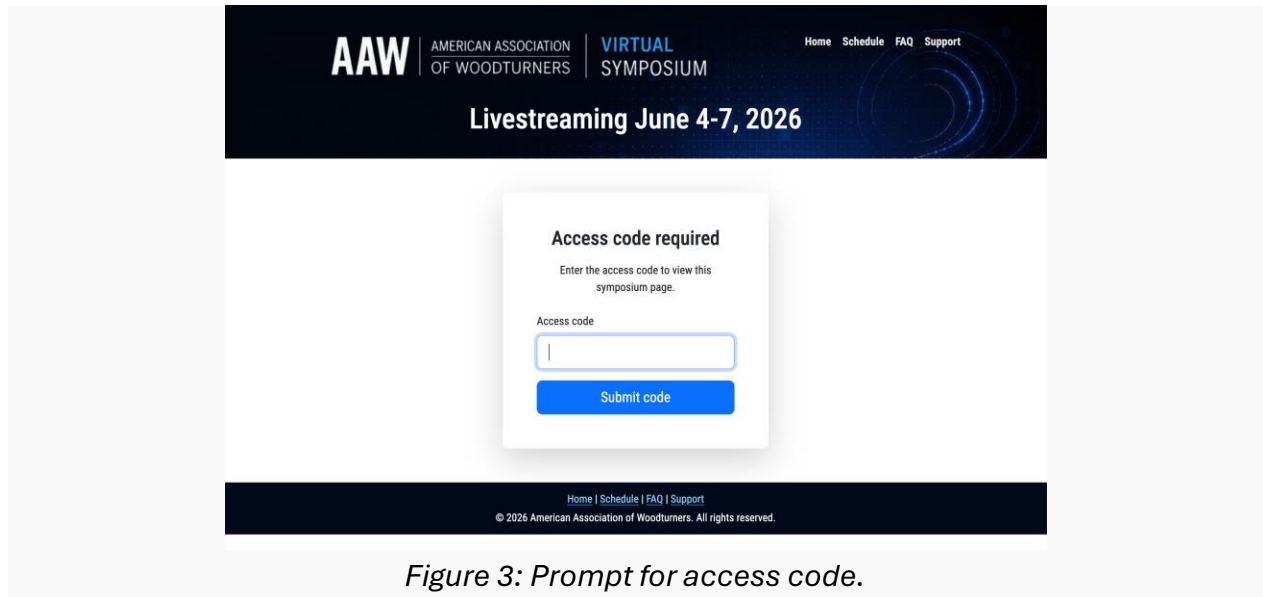 AAW AMERICAN ASSOCIATION OF WOODTURNERS VIRTUAL SYMPOSIUM
Home Schedule FAQ Support
Livestreaming June 4-7, 2026
Access code required
Enter the access code to view this
symposium page.
Access code
Submit code
Home | Schedule | FAQ | Support
© 2026 American Association of Woodturners. All rights reserved.
Figure 3: Prompt for access code.